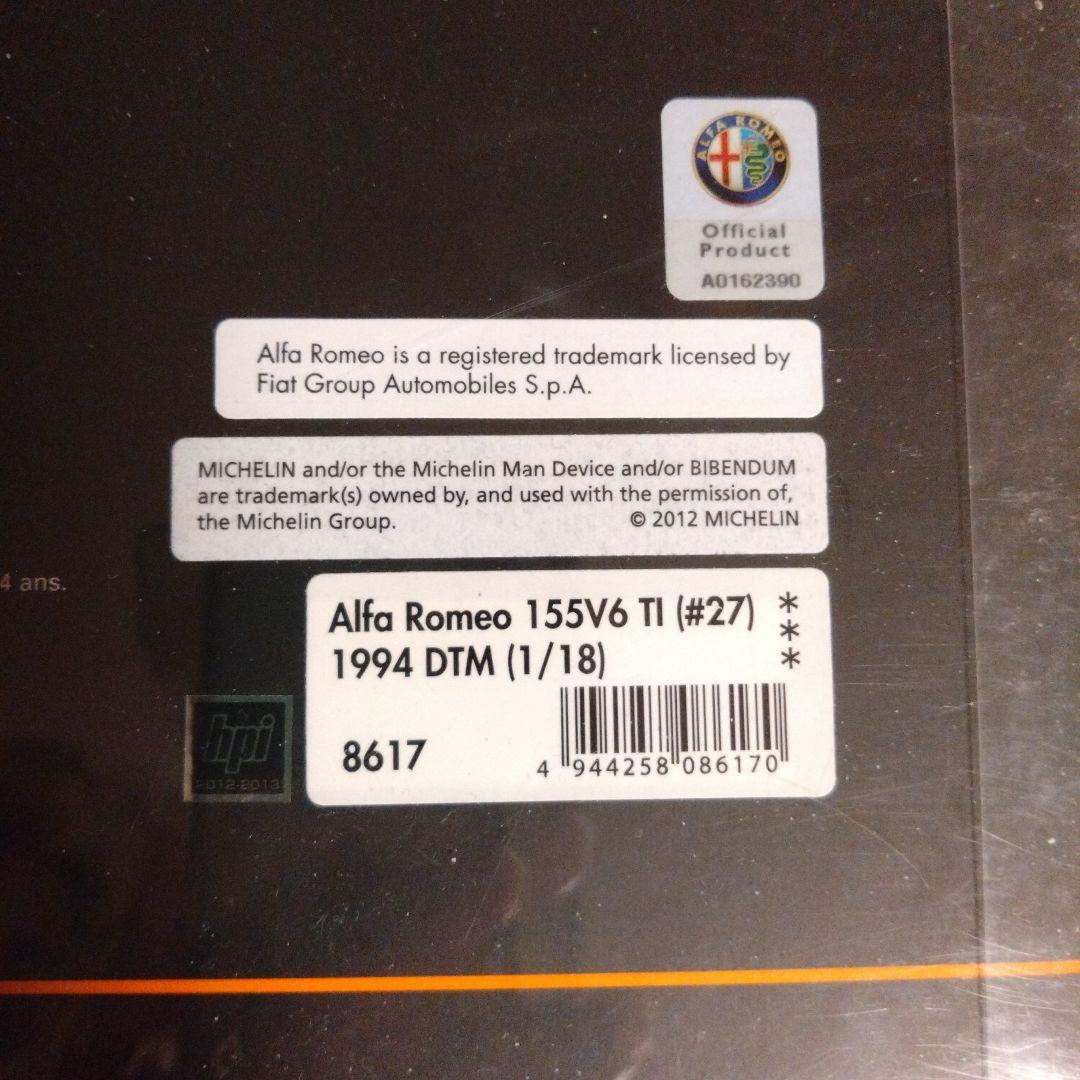 ALFA ROMEO
Official
Product
A0162390
Alfa Romeo is a registered trademark licensed by
Fiat Group Automobiles S.p.A.
MICHELIN and/or the Michelin Man Device and/or BIBENDUM
are trademark(s) owned by, and used with the permission of,
the Michelin Group. © 2012 MICHELIN
4 ans.
Alfa Romeo 155V6 TI (#27) ***
1994 DTM (1/18)
8617
4 944258 086170
hpi
2012-2013